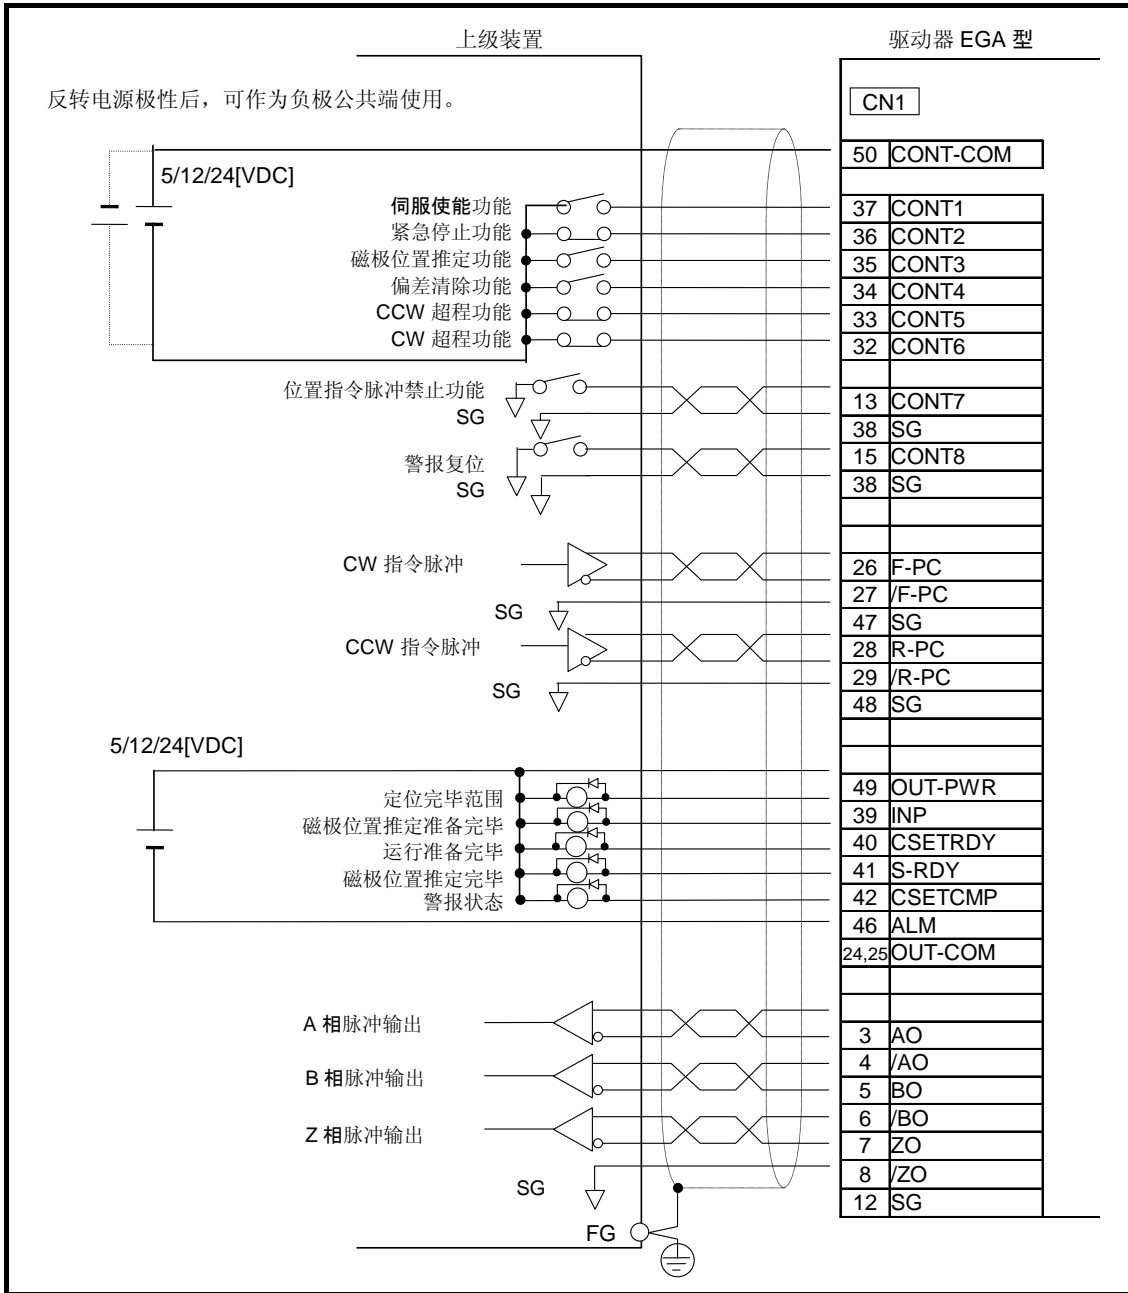 上级装置
驱动器 EGA 型
反转电源极性后，可作为负极公共端使用。
CN1
50 CONT-COM
5/12/24[VDC]
伺服使能功能
37 CONT1
紧急停止功能
36 CONT2
磁极位置推定功能
35 CONT3
偏差清除功能
34 CONT4
CCW 超程功能
33 CONT5
CW 超程功能
32 CONT6
位置指令脉冲禁止功能
13 CONT7
SG
38 SG
警报复位
15 CONT8
SG
38 SG
CW 指令脉冲
26 F-PC
27 /F-PC
SG
47 SG
CCW 指令脉冲
28 R-PC
29 /R-PC
SG
48 SG
5/12/24[VDC]
49 OUT-PWR
定位完毕范围
39 INP
磁极位置推定准备完毕
40 CSETRDY
运行准备完毕
41 S-RDY
磁极位置推定完毕
42 CSETCMP
警报状态
46 ALM
24,25 OUT-COM
A 相脉冲输出
3 AO
4 /AO
B 相脉冲输出
5 BO
6 /BO
Z 相脉冲输出
7 ZO
8 /ZO
SG
12 SG
FG